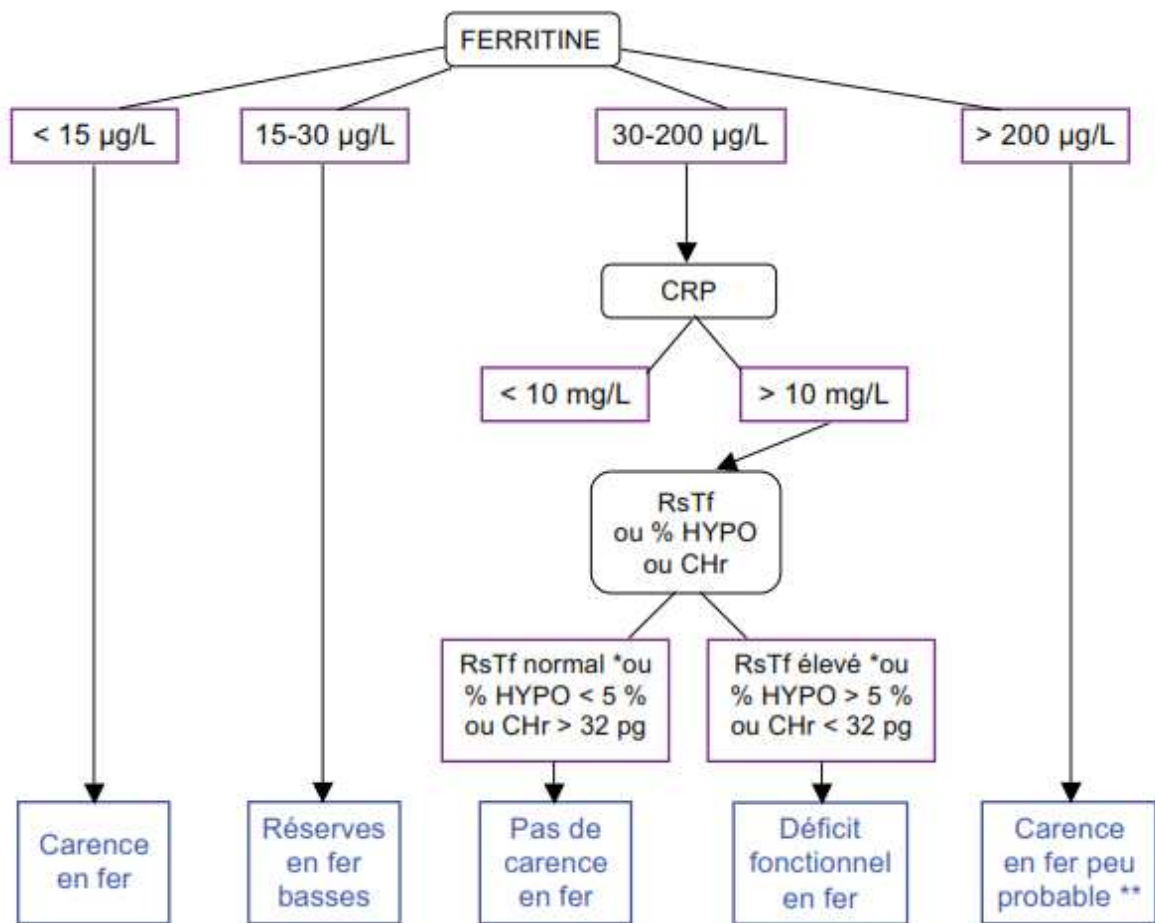 FERRITINE
< 15 µg/L
15-30 µg/L
30-200 µg/L
> 200 µg/L
CRP
< 10 mg/L
> 10 mg/L
RsTf
ou % HYPO
ou CHr
RsTf normal *ou
% HYPO < 5 %
ou CHr > 32 pg
RsTf élevé *ou
% HYPO > 5 %
ou CHr < 32 pg
Carence
en fer
Réserves
en fer
basses
Pas de
carence
en fer
Déficit
fonctionnel
en fer
Carence
en fer peu
probable **